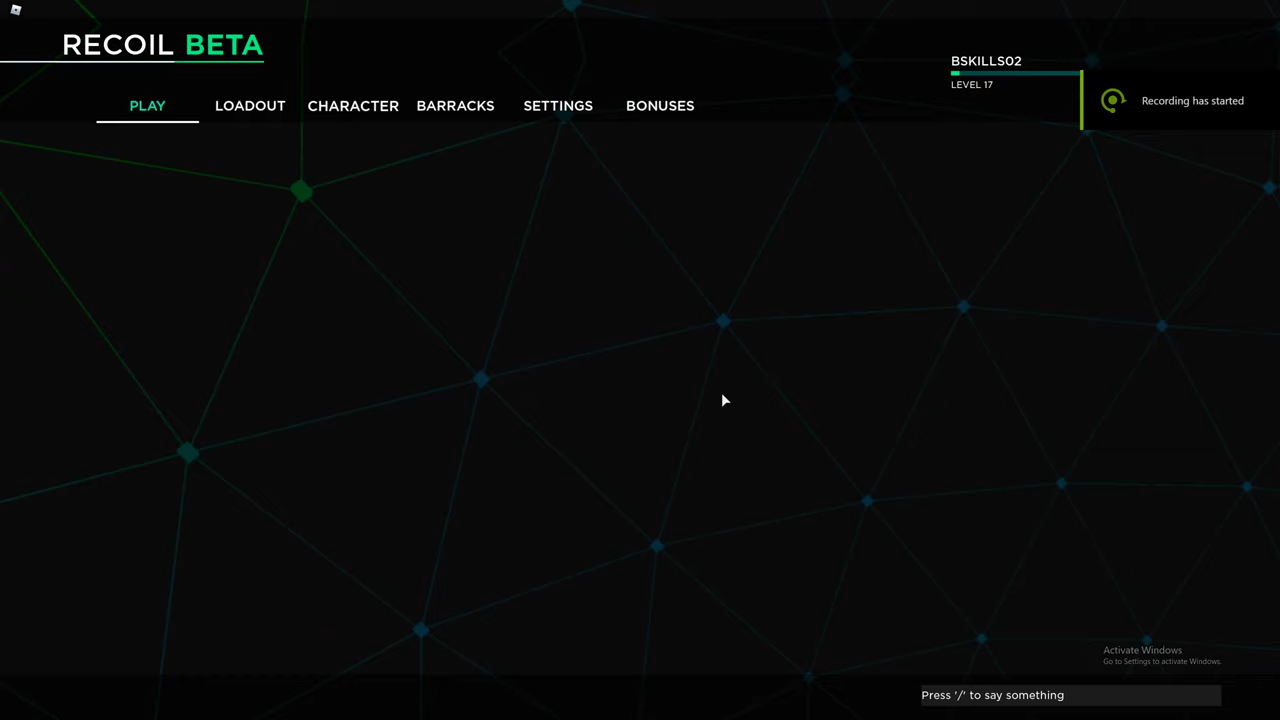 RECOIL BETA
BSKILLS02
LEVEL 17
Recording has started
PLAY LOADOUT CHARACTER BARRACKS SETTINGS BONUSES
Activate Windows
Go to Settings to activate Windows.
Press '/' to say something